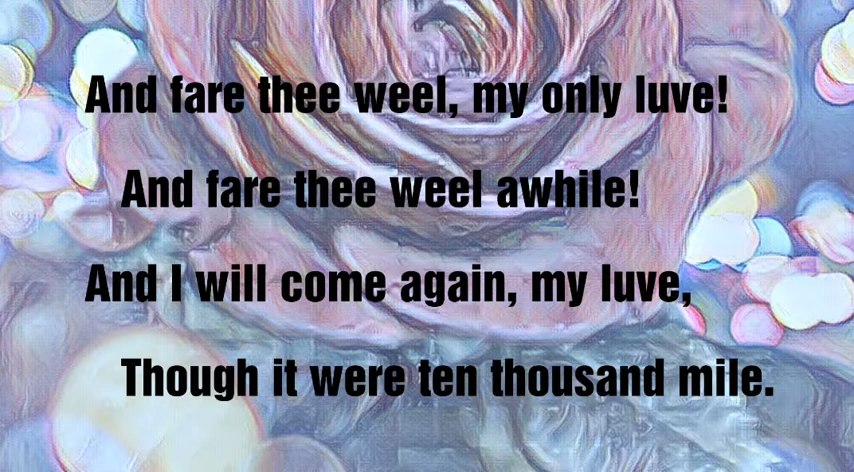 And fare thee weel, my only luve!
And fare thee weel awhile!
And I will come again, my luve,
Though it were ten thousand mile.